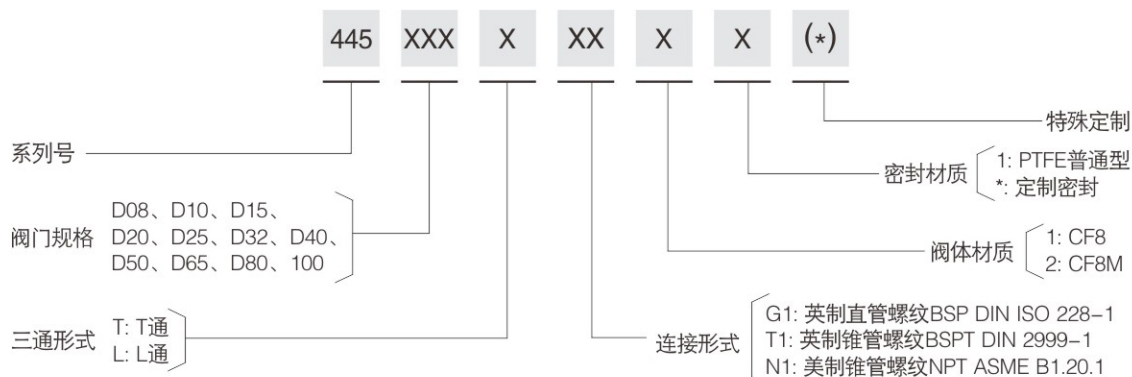 445 XXX X XX X X (*)
特殊定制
系列号
密封材质
1: PTFE普通型
*: 定制密封
阀门规格
D08、D10、D15、
D20、D25、D32、D40、
D50、D65、D80、100
阀体材质
1: CF8
2: CF8M
三通形式
T: T通
L: L通
连接形式
G1: 英制直管螺纹BSP DIN ISO 228-1
T1: 英制锥管螺纹BSPT DIN 2999-1
N1: 美制锥管螺纹NPT ASME B1.20.1